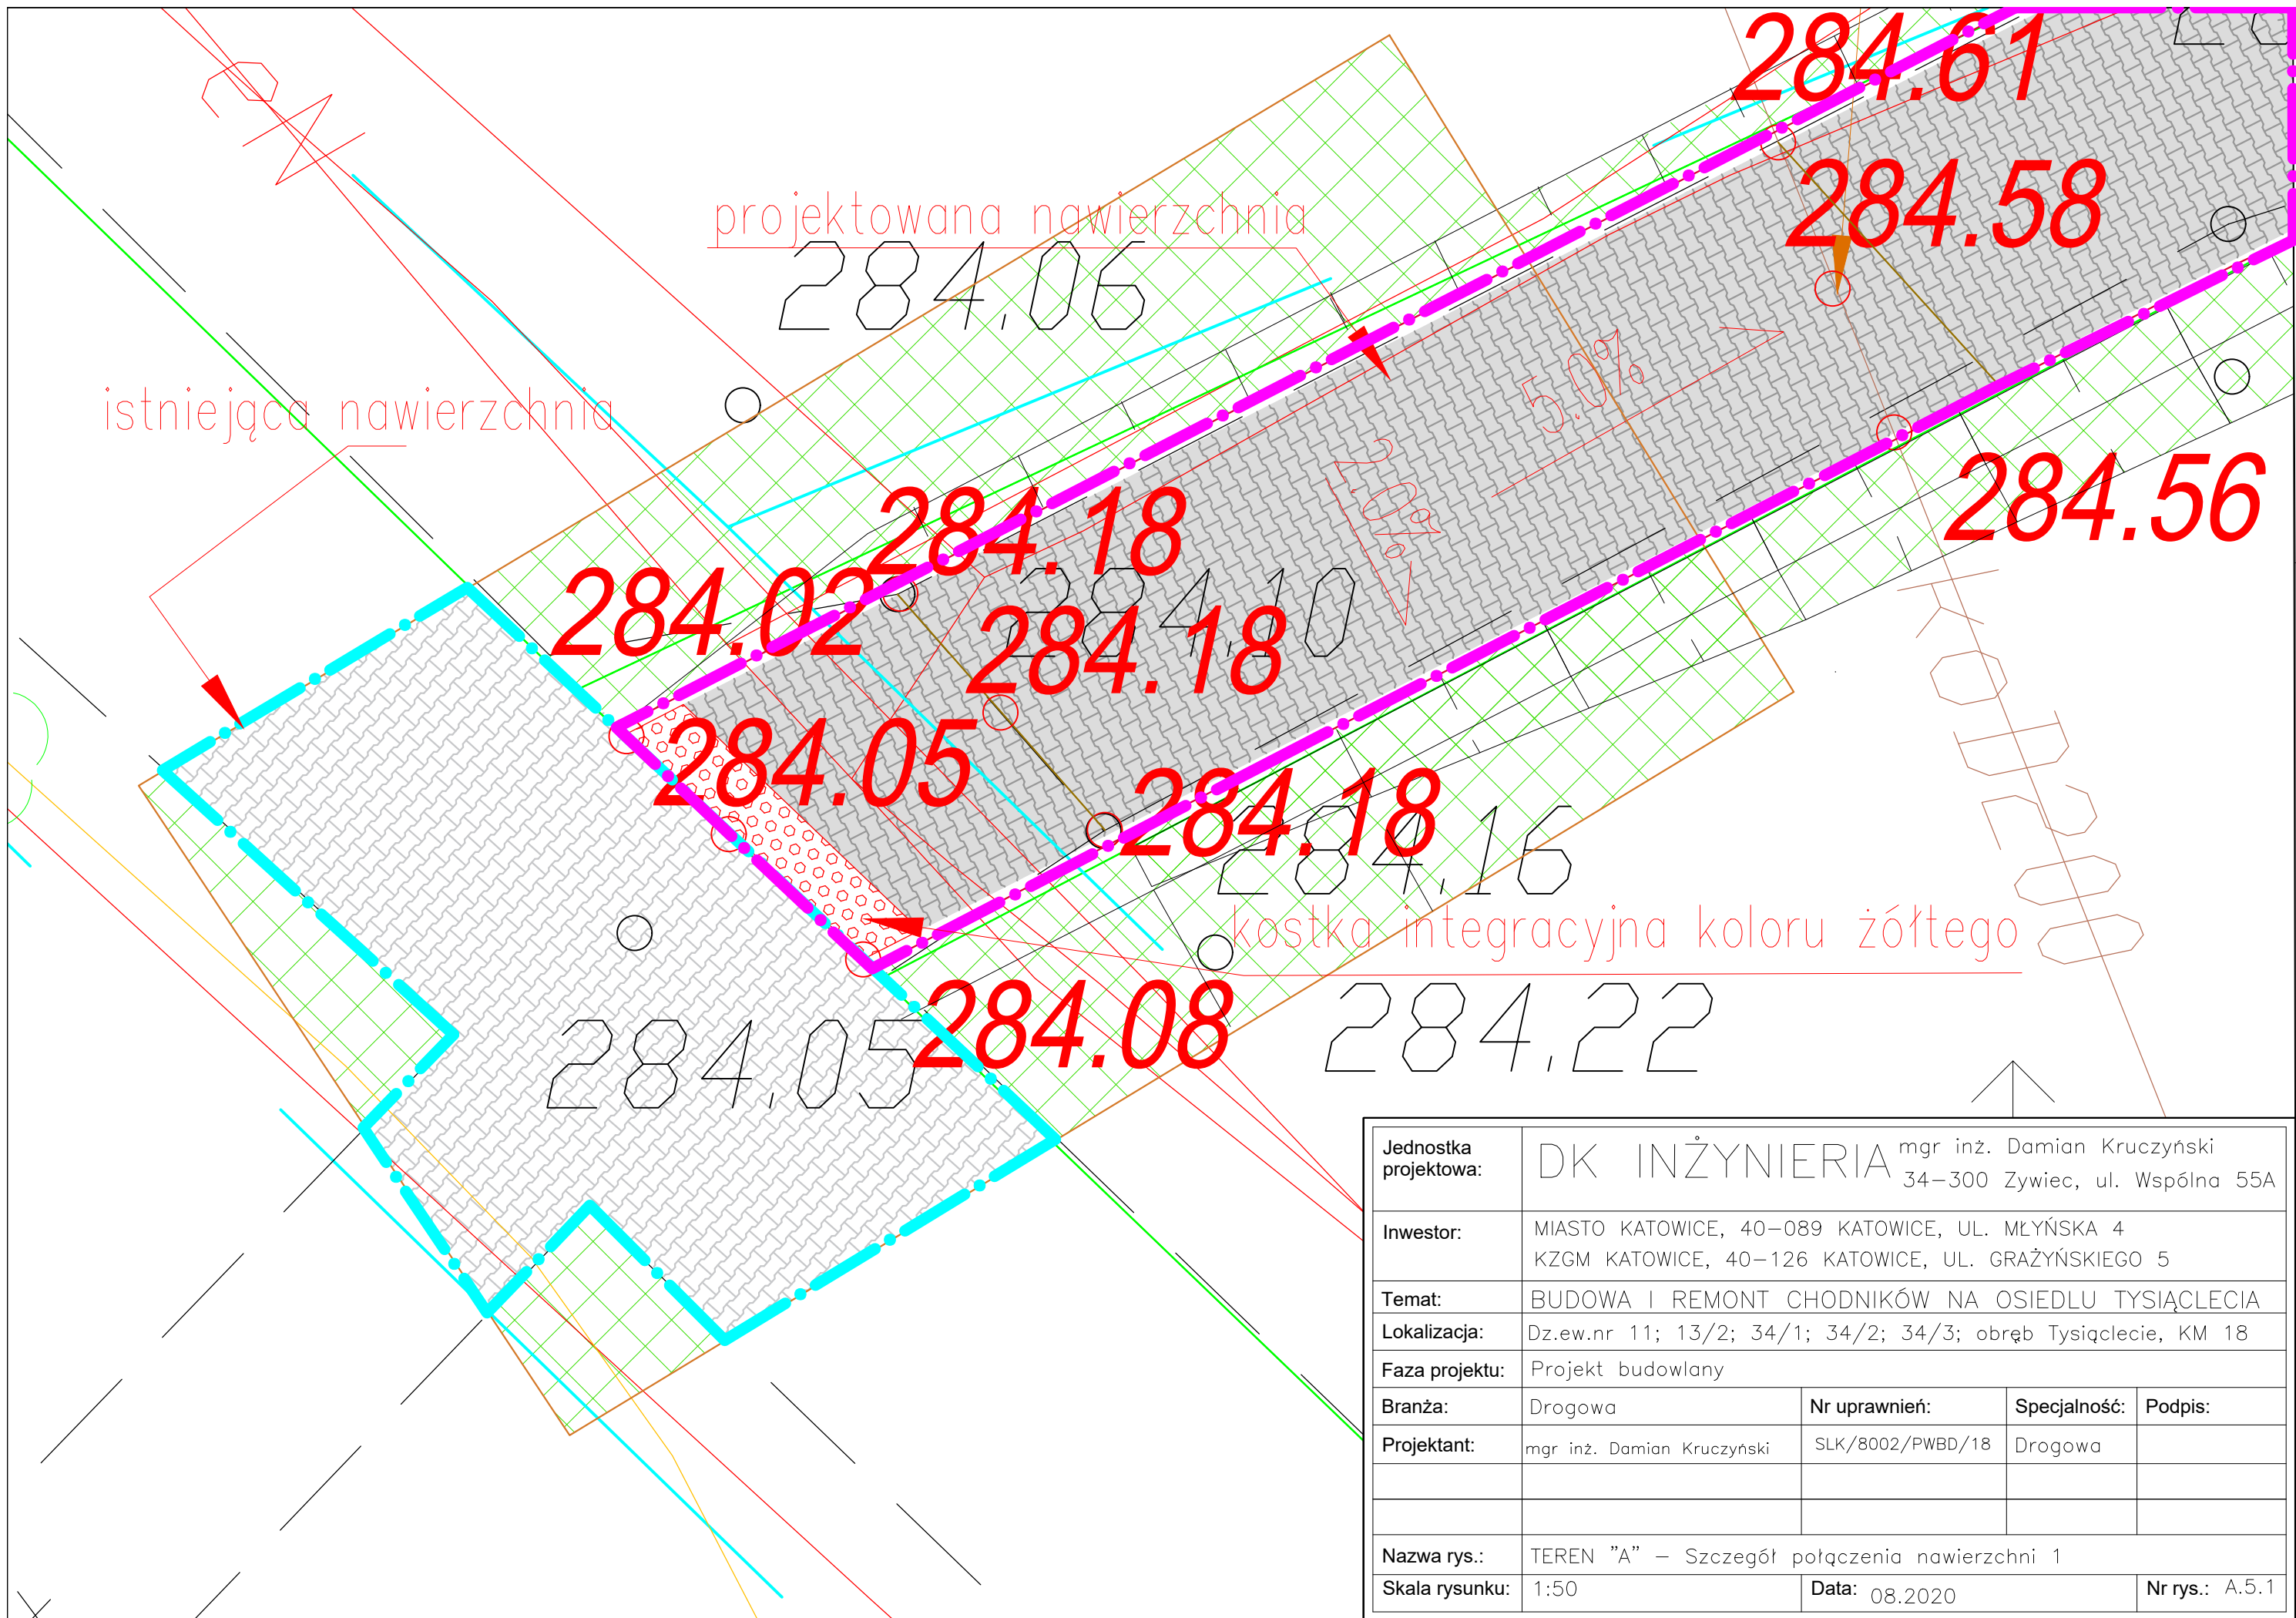 284.61
284.58
projektowana nawierzchnia
284,06
istniejąca nawierzchnia
5,0%
2,0%
284.56
284.18
284.02
284,10
284.18
284.05
284.18
284,16
kostka integracyjna koloru żółtego
284.08
284,22
284,05
kod200
Jednostka projektowa:
DK INŻYNIERIA mgr inż. Damian Kruczyński
34-300 Zywiec, ul. Wspólna 55A
Inwestor:
MIASTO KATOWICE, 40-089 KATOWICE, UL. MŁYŃSKA 4
KZGM KATOWICE, 40-126 KATOWICE, UL. GRAŻYŃSKIEGO 5
Temat: BUDOWA I REMONT CHODNIKÓW NA OSIEDLU TYSIĄCLECIA
Lokalizacja: Dz.ew.nr 11; 13/2; 34/1; 34/2; 34/3; obręb Tysiąclecie, KM 18
Faza projektu: Projekt budowlany
Branża: Drogowa Nr uprawnień: Specjalność: Podpis:
Projektant: mgr inż. Damian Kruczyński SLK/8002/PWBD/18 Drogowa
Nazwa rys.: TEREN "A" – Szczegół połączenia nawierzchni 1
Skala rysunku: 1:50 Data: 08.2020 Nr rys.: A.5.1